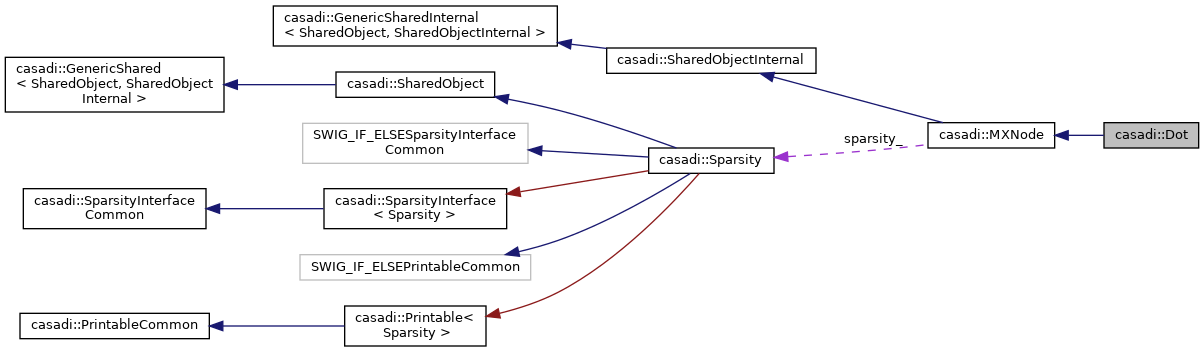 casadi::GenericSharedInternal
< SharedObject, SharedObjectInternal >
casadi::SharedObjectInternal
casadi::GenericShared
< SharedObject, SharedObject
Internal >
casadi::SharedObject
SWIG_IF_ELSESparsityInterface
Common
casadi::MXNode
casadi::Dot
sparsity_
casadi::Sparsity
casadi::SparsityInterface
Common
casadi::SparsityInterface
< Sparsity >
SWIG_IF_ELSEPrintableCommon
casadi::PrintableCommon
casadi::Printable<
Sparsity >